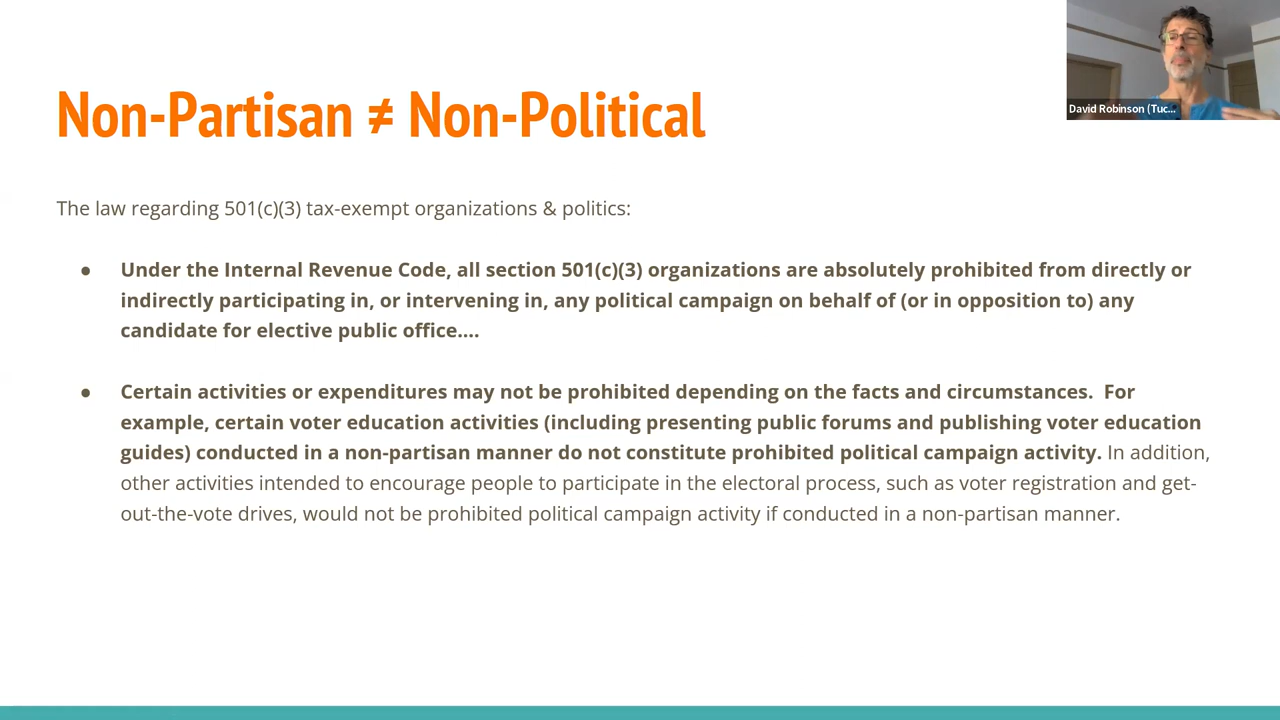 Non-Partisan ≠ Non-Political
David Robinson (Tuc...
The law regarding 501(c)(3) tax-exempt organizations & politics:
● Under the Internal Revenue Code, all section 501(c)(3) organizations are absolutely prohibited from directly or
indirectly participating in, or intervening in, any political campaign on behalf of (or in opposition to) any
candidate for elective public office....
● Certain activities or expenditures may not be prohibited depending on the facts and circumstances.  For
example, certain voter education activities (including presenting public forums and publishing voter education
guides) conducted in a non-partisan manner do not constitute prohibited political campaign activity. In addition,
other activities intended to encourage people to participate in the electoral process, such as voter registration and get-
out-the-vote drives, would not be prohibited political campaign activity if conducted in a non-partisan manner.